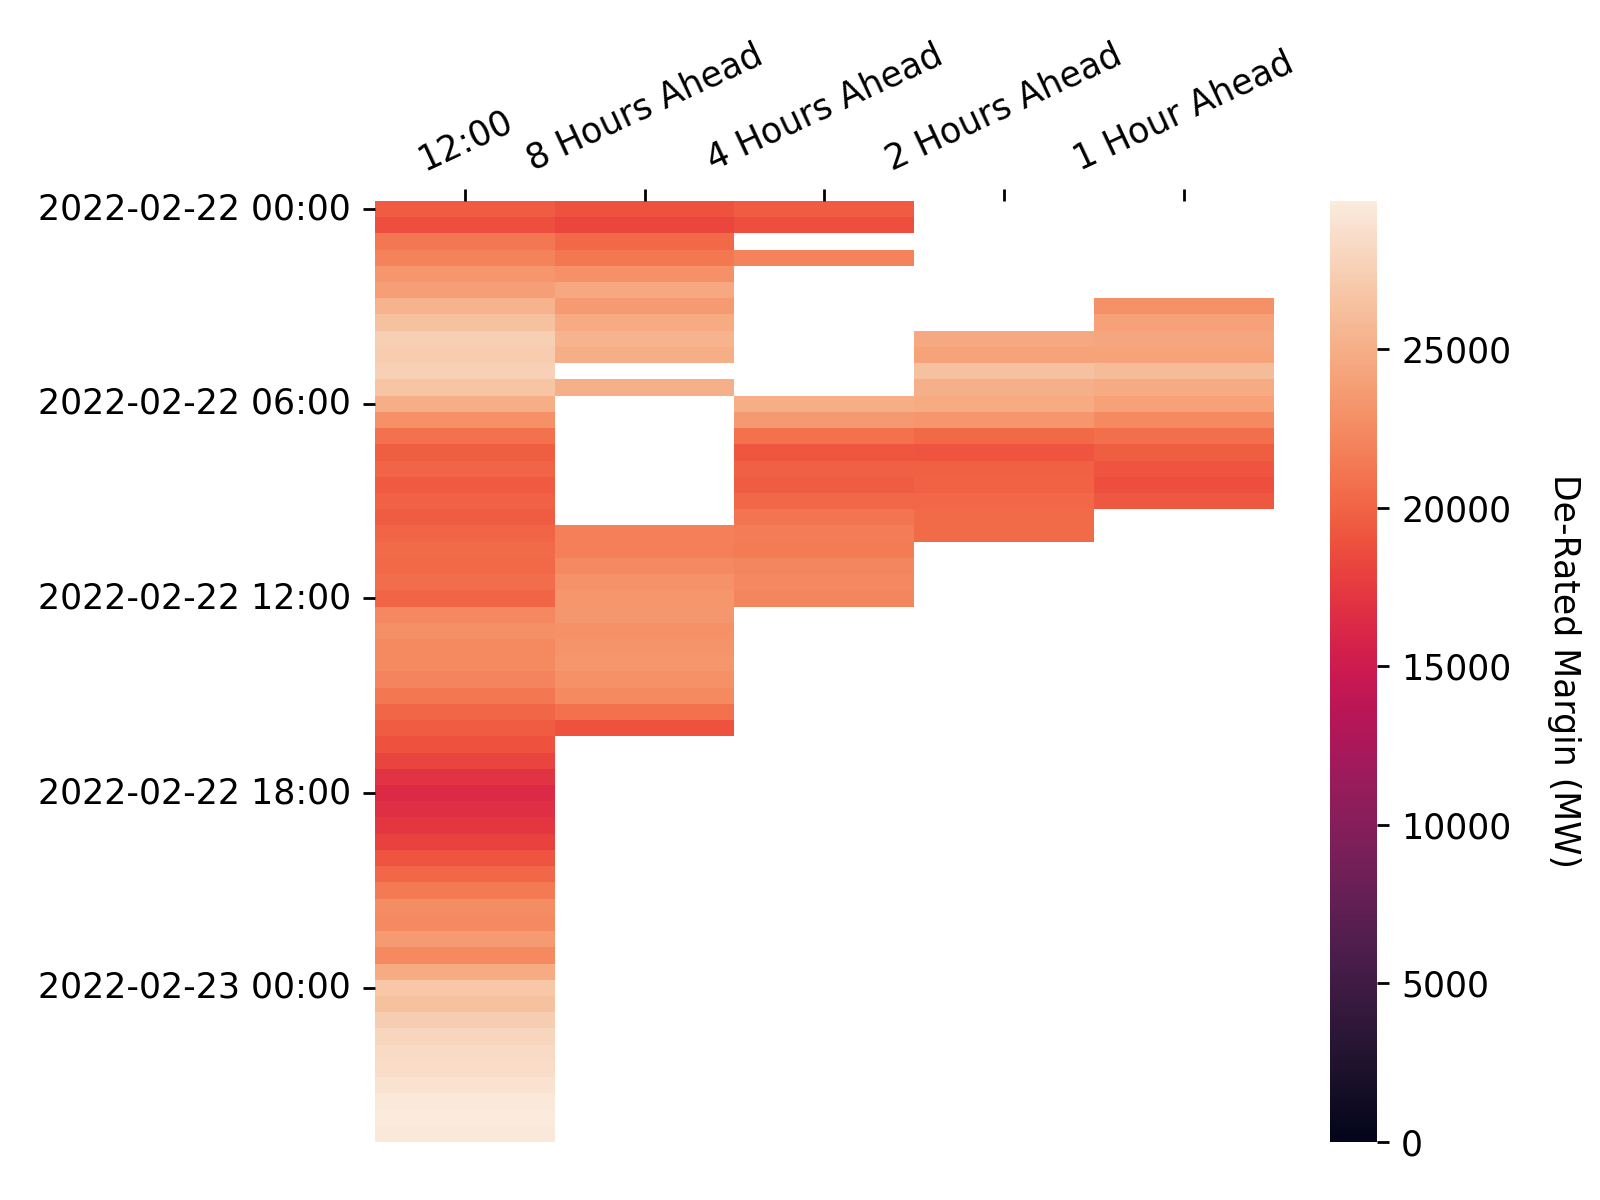 12:00
8 Hours Ahead
4 Hours Ahead
2 Hours Ahead
1 Hour Ahead
2022-02-22 00:00
2022-02-22 06:00
2022-02-22 12:00
2022-02-22 18:00
2022-02-23 00:00
25000
20000
15000
10000
5000
0
De-Rated Margin (MW)